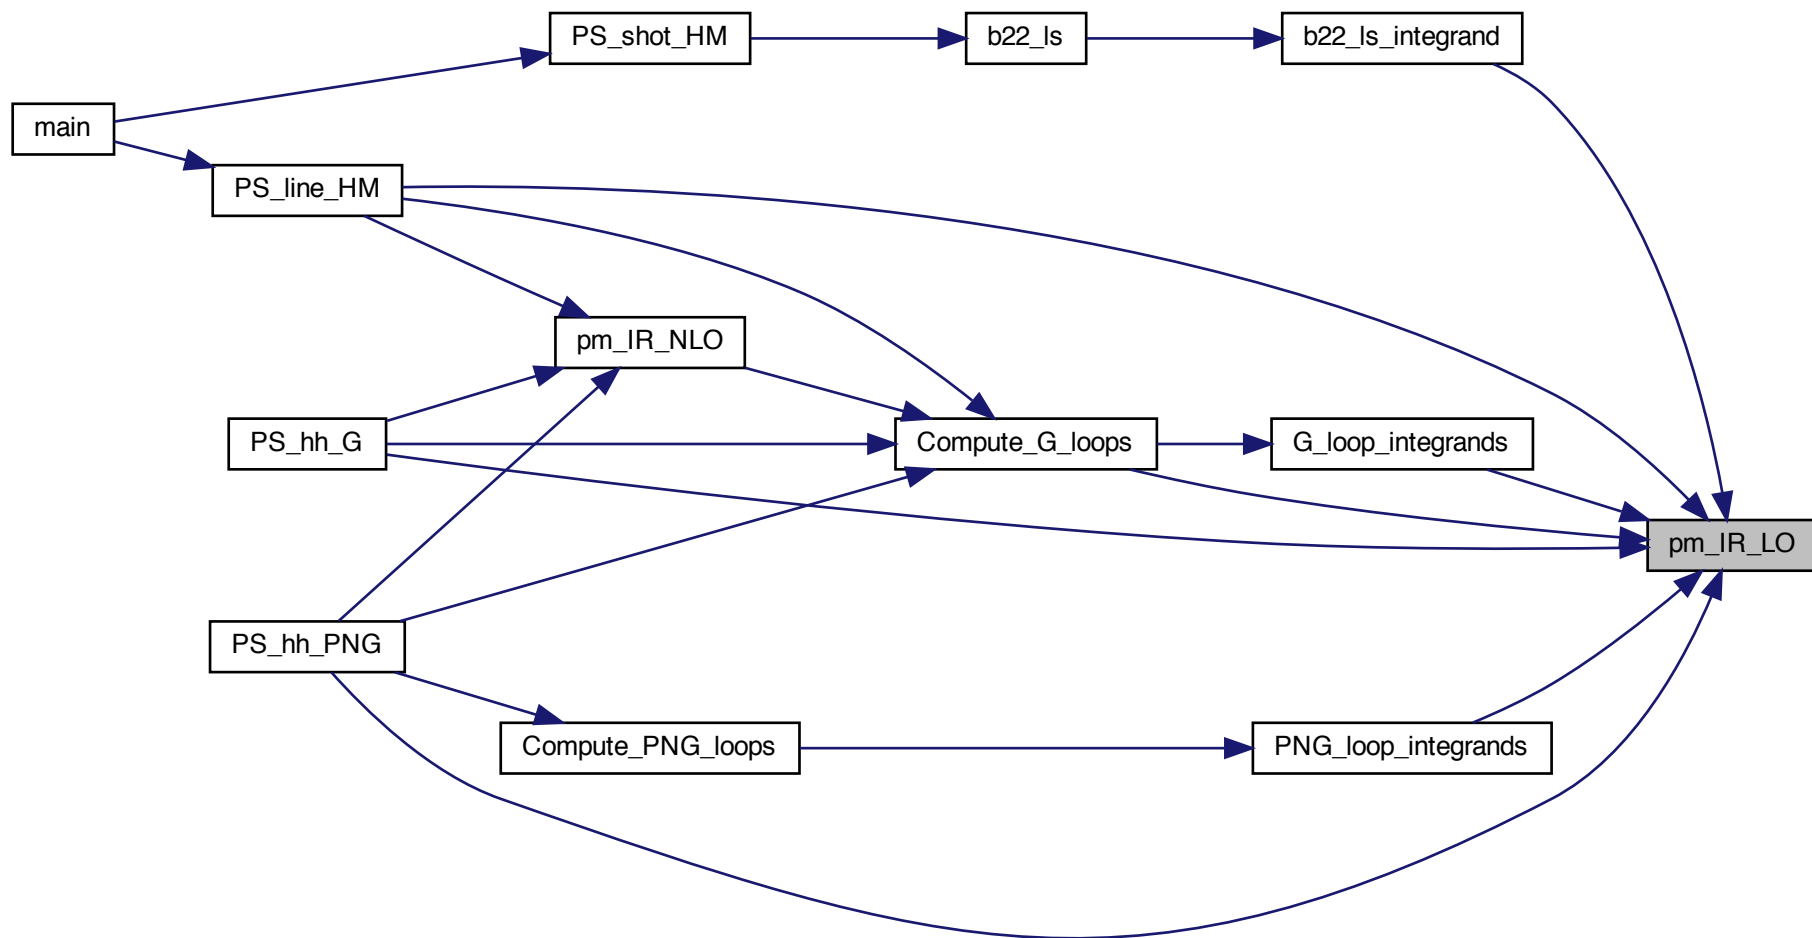 PS_shot_HM
b22_ls
b22_ls_integrand
main
PS_line_HM
pm_IR_NLO
PS_hh_G
Compute_G_loops
G_loop_integrands
pm_IR_LO
PS_hh_PNG
Compute_PNG_loops
PNG_loop_integrands